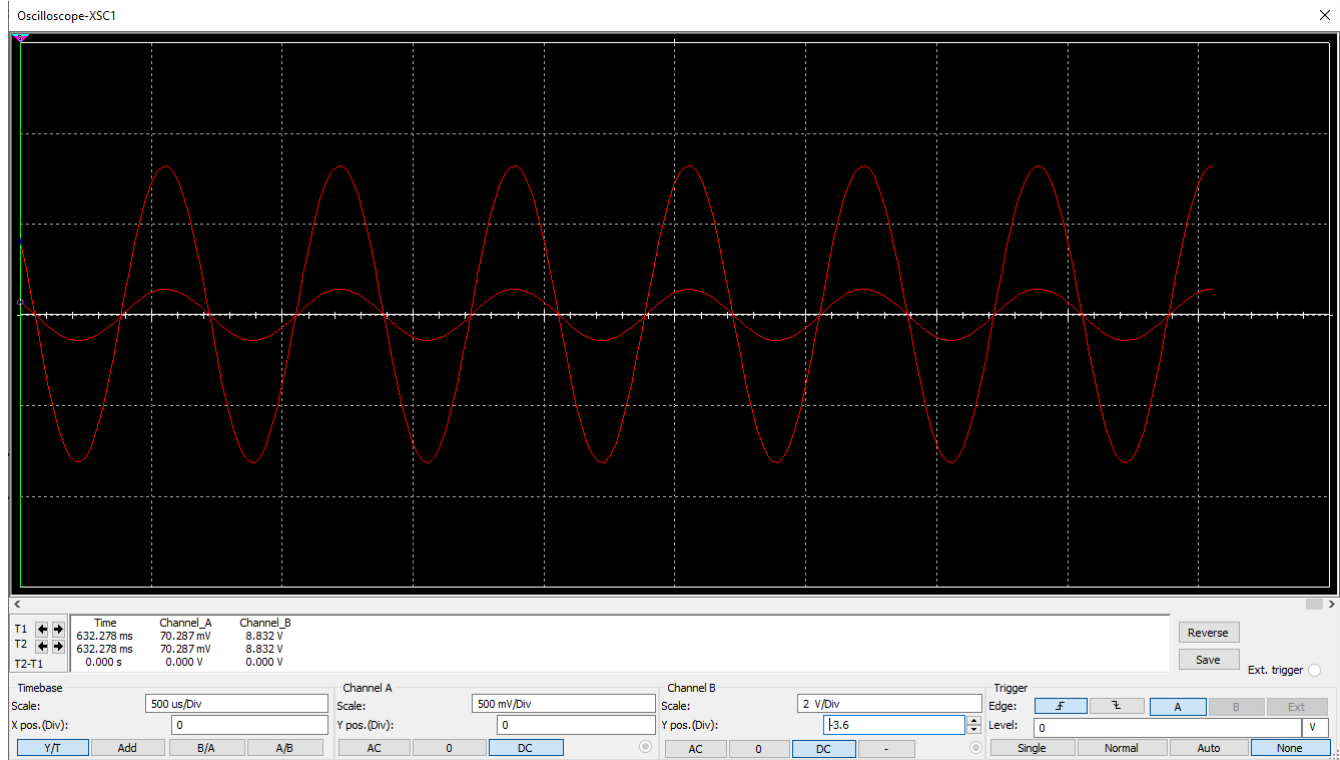 Oscilloscope-XSC1
Time Channel_A Channel_B
T1 632.278 ms 70.287 mV 8.832 V
T2 632.278 ms 70.287 mV 8.832 V
T2-T1 0.000 s 0.000 V 0.000 V
Reverse
Save
Ext. trigger
Timebase
Scale: 500 us/Div
X pos.(Div): 0
Y/T Add B/A A/B
Channel A
Scale: 500 mV/Div
Y pos.(Div): 0
AC 0 DC
Channel B
Scale: 2 V/Div
Y pos.(Div): -3.6
AC 0 DC -
Trigger
Edge: A B Ext
Level: 0 V
Single Normal Auto None